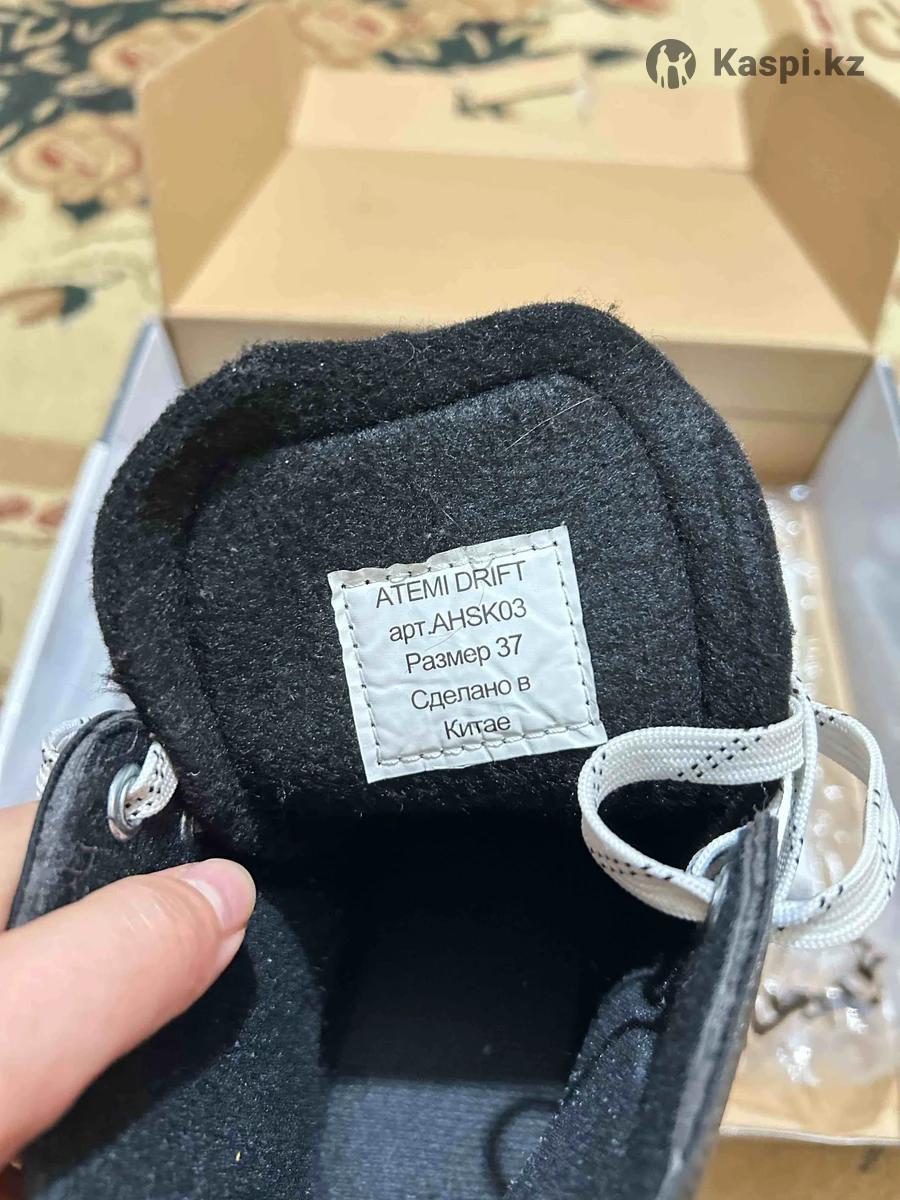 Kaspi.kz
ATEMI DRIFT
арт.AHSK03
Размер 37
Сделано в
Китае